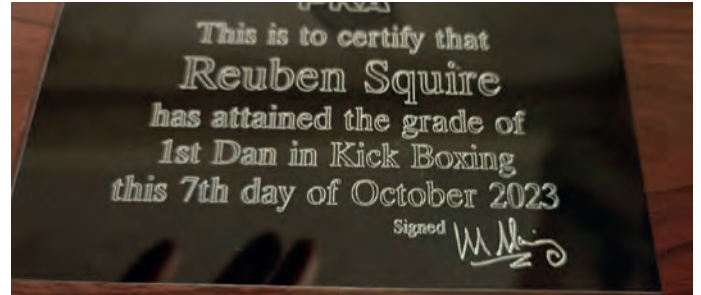 This is to certify that
Reuben Squire
has attained the grade of
1st Dan in Kick Boxing
this 7th day of October 2023
Signed